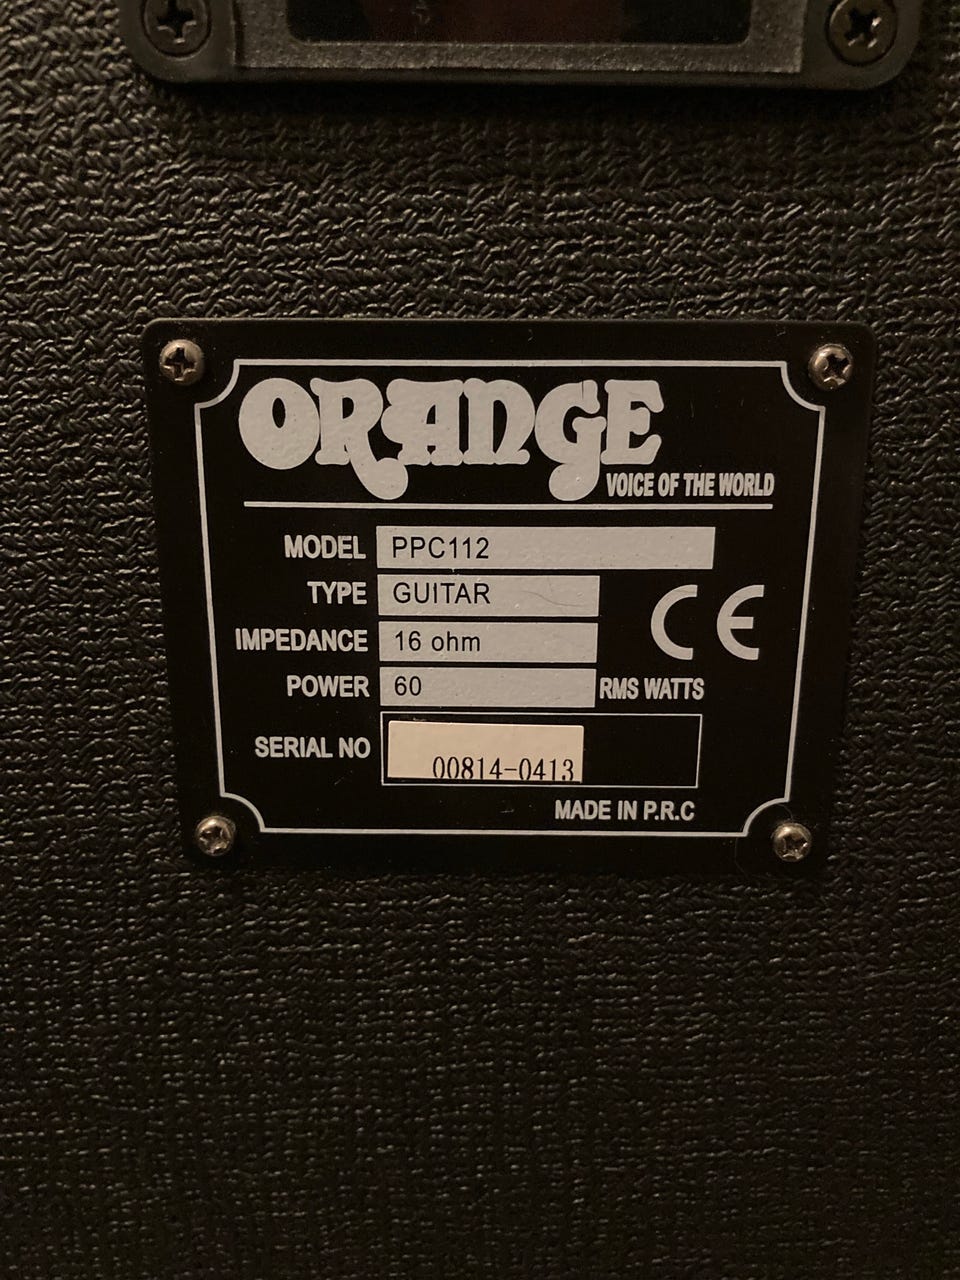 ORANGE
VOICE OF THE WORLD
MODEL PPC112
TYPE GUITAR
IMPEDANCE 16 ohm
POWER 60 RMS WATTS
CE
SERIAL NO 00814-0413
MADE IN P.R.C